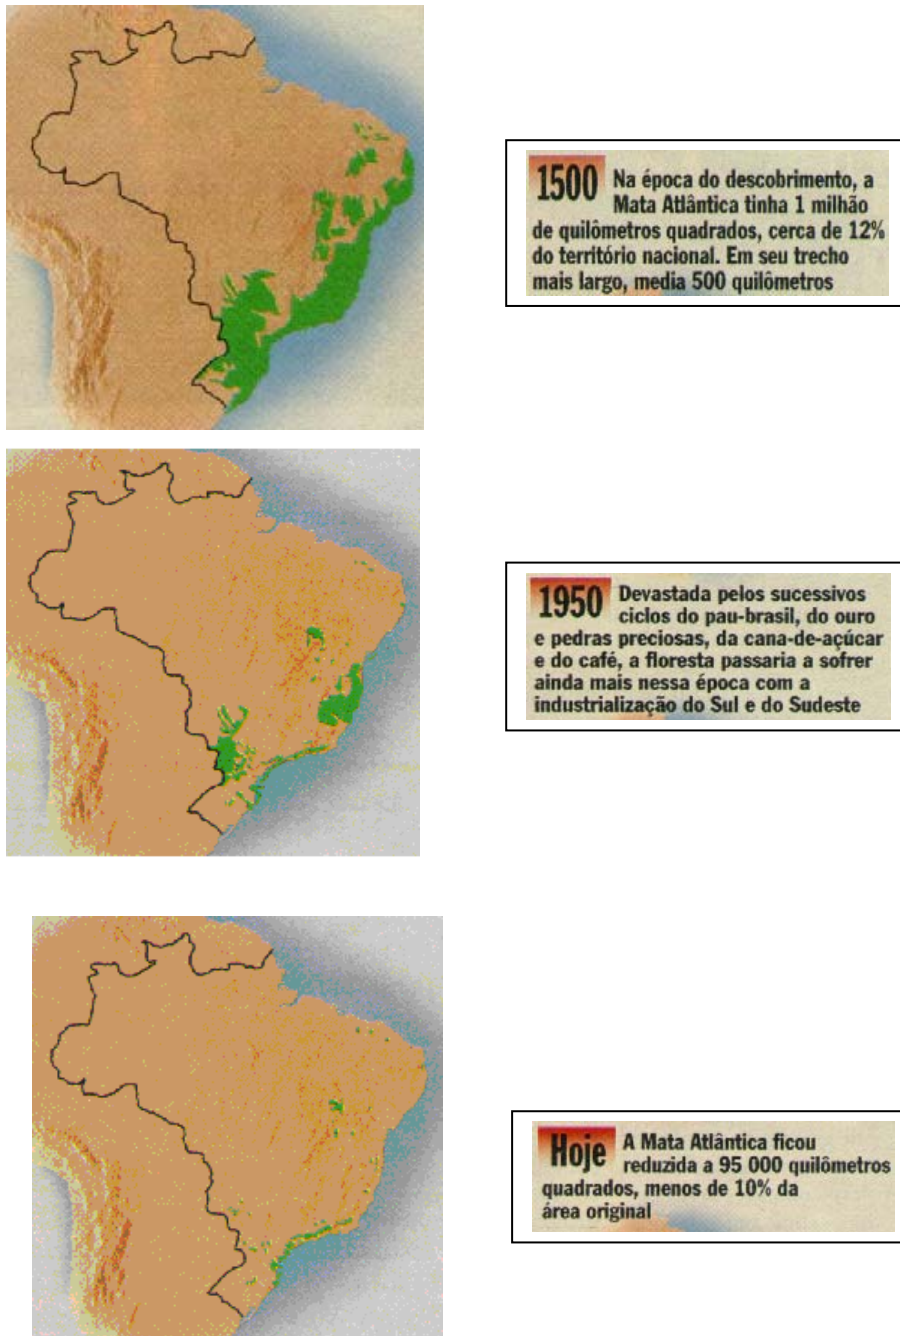 1500 Na época do descobrimento, a
Mata Atlântica tinha 1 milhão
de quilômetros quadrados, cerca de 12%
do território nacional. Em seu trecho
mais largo, media 500 quilômetros
1950 Devastada pelos sucessivos
ciclos do pau-brasil, do ouro
e pedras preciosas, da cana-de-açúcar
e do café, a floresta passaria a sofrer
ainda mais nessa época com a
industrialização do Sul e do Sudeste
Hoje A Mata Atlântica ficou
reduzida a 95 000 quilômetros
quadrados, menos de 10% da
área original